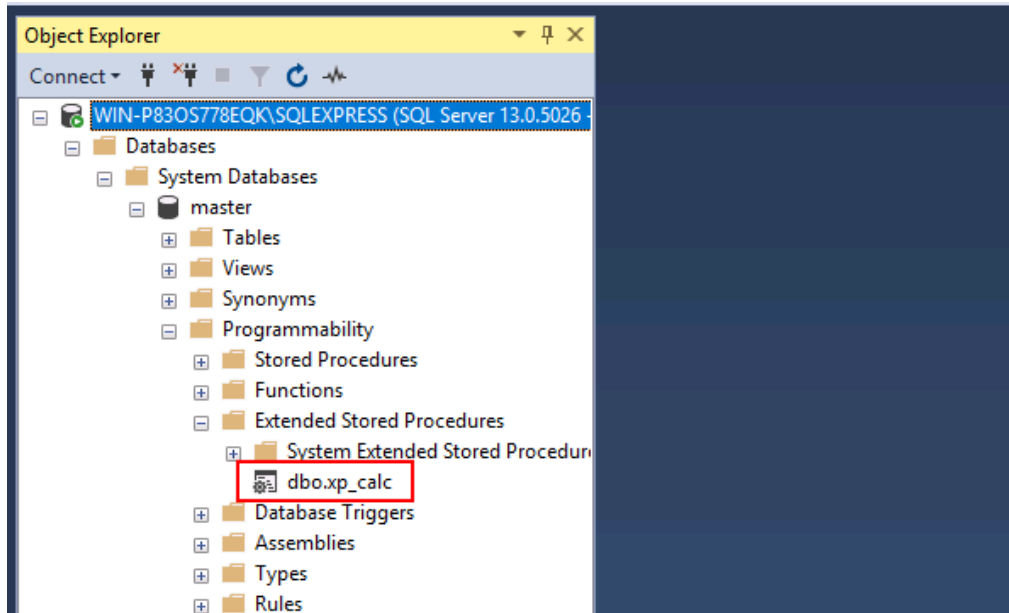 Object Explorer
Connect
WIN-P83OS778EQK\SQLEXPRESS (SQL Server 13.0.5026 -
Databases
System Databases
master
Tables
Views
Synonyms
Programmability
Stored Procedures
Functions
Extended Stored Procedures
System Extended Stored Procedur
dbo.xp_calc
Database Triggers
Assemblies
Types
Rules